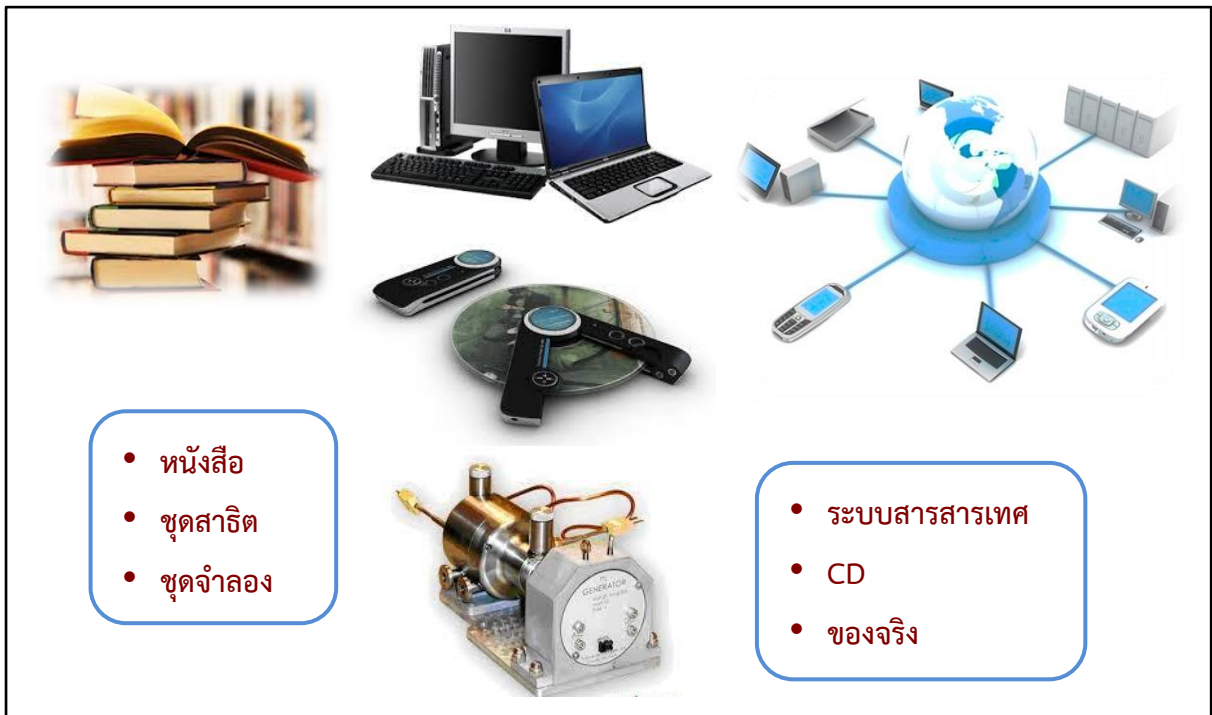 หนังสือ
ชุดสาธิต
ชุดจำลอง
GENERATOR
ระบบสารสารเทศ
CD
ของจริง